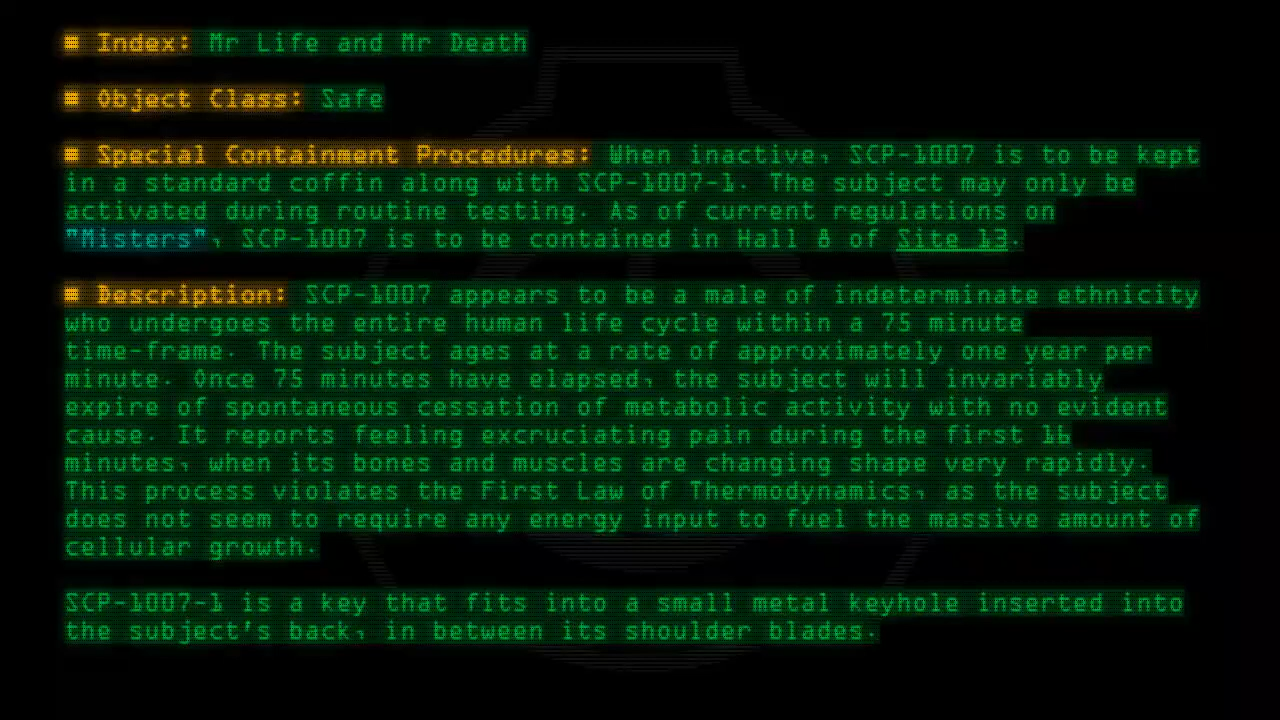 ■ Index: Mr Life and Mr Death
■ Object Class: Safe
■ Special Containment Procedures: When inactive, SCP-1007 is to be kept
in a standard coffin along with SCP-1007-1. The subject may only be
activated during routine testing. As of current regulations on
"Misters", SCP-1007 is to be contained in Hall 8 of Site 13.
■ Description: SCP-1007 appears to be a male of indeterminate ethnicity
who undergoes the entire human life cycle within a 75 minute
time-frame. The subject ages at a rate of approximately one year per
minute. Once 75 minutes have elapsed, the subject will invariably
expire of spontaneous cessation of metabolic activity with no evident
cause. It reports feeling excruciating pain during the first 16
minutes, when its bones and muscles are changing shape very rapidly.
This process violates the First Law of Thermodynamics, as the subject
does not seem to require any energy input to fuel the massive amount of
cellular growth.
SCP-1007-1 is a key that fits into a small metal keyhole inserted into
the subject's back, in between its shoulder blades.